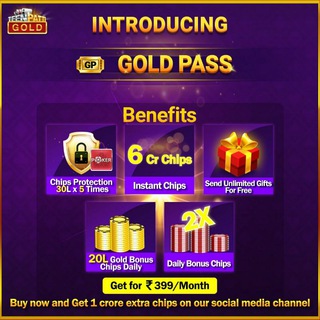 TEEN PATTI
GOLD
INTRODUCING
GP
GOLD PASS
Benefits
POKER
Chips Protection
30L x 5 Times
6 Cr Chips
Instant Chips
Send Unlimited Gifts
For Free
20L Gold Bonus
Chips Daily
2X
Daily Bonus Chips
Get for ₹399/Month
Buy now and Get 1 crore extra chips on our social media channel